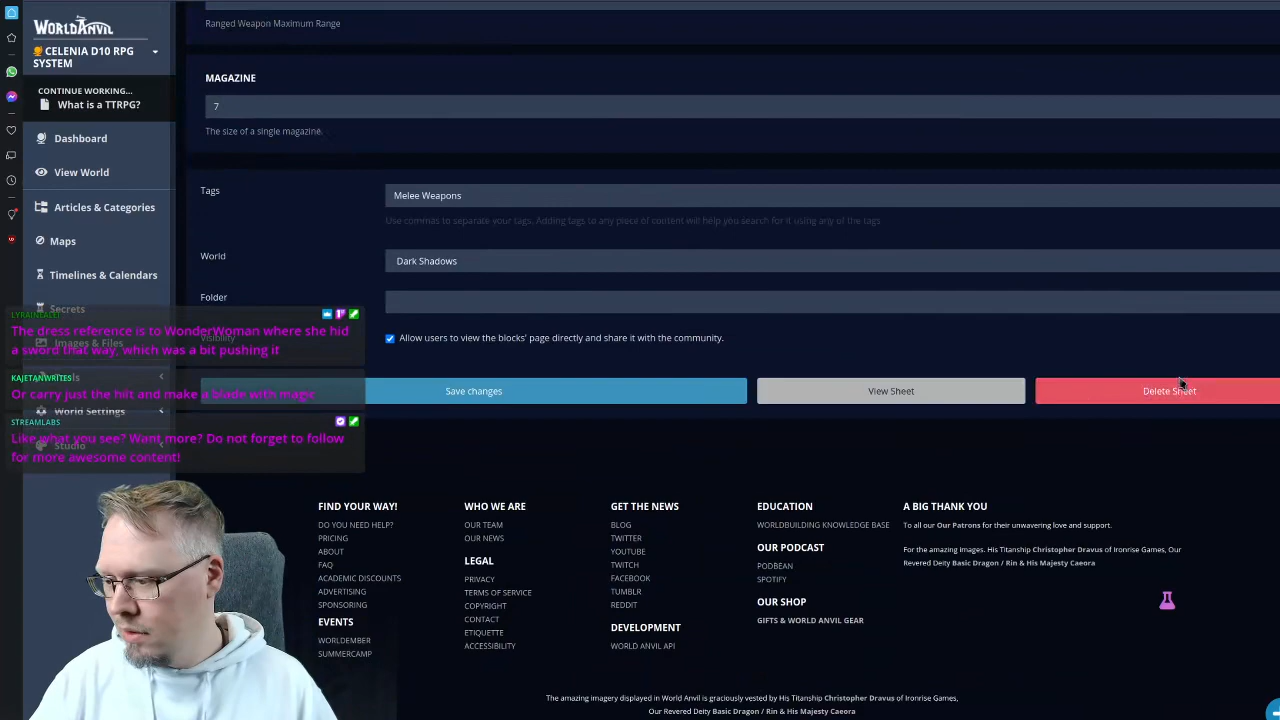 WORLDANVIL
CELENIA D10 RPG
SYSTEM
CONTINUE WORKING...
What is a TTRPG?
Dashboard
View World
Articles & Categories
Maps
Timelines & Calendars
Secrets
Images & Files
World Settings
Studio
Ranged Weapon Maximum Range
MAGAZINE
7
The size of a single magazine.
Tags
Melee Weapons
Use commas to separate your tags. Adding tags to any piece of content will help you search for it using any of the tags
World
Dark Shadows
Folder
Visibility
Allow users to view the blocks' page directly and share it with the community.
Save changes
View Sheet
Delete Sheet
The dress reference is to WonderWoman where she hid
a sword that way, which was a bit pushing it
KAJETANWRITES
Or carry just the hilt and make a blade with magic
STREAMLABS
Like what you see? Want more? Do not forget to follow
for more awesome content!
FIND YOUR WAY!
DO YOU NEED HELP?
PRICING
ABOUT
FAQ
ACADEMIC DISCOUNTS
ADVERTISING
SPONSORING
EVENTS
WORLDEMBER
SUMMERCAMP
WHO WE ARE
OUR TEAM
OUR NEWS
LEGAL
PRIVACY
TERMS OF SERVICE
COPYRIGHT
CONTACT
ETIQUETTE
ACCESSIBILITY
GET THE NEWS
BLOG
TWITTER
YOUTUBE
TWITCH
FACEBOOK
TUMBLR
REDDIT
DEVELOPMENT
WORLD ANVIL API
EDUCATION
WORLDBUILDING KNOWLEDGE BASE
OUR PODCAST
PODBEAN
SPOTIFY
OUR SHOP
GIFTS & WORLD ANVIL GEAR
A BIG THANK YOU
To all our Our Patrons for their unwavering love and support.
For the amazing images. His Titanship Christopher Dravus of Ironrise Games, Our
Revered Deity Basic Dragon / Rin & His Majesty Caeora
The amazing imagery displayed in World Anvil is graciously vested by His Titanship Christopher Dravus of Ironrise Games,
Our Revered Deity Basic Dragon / Rin & His Majesty Caeora